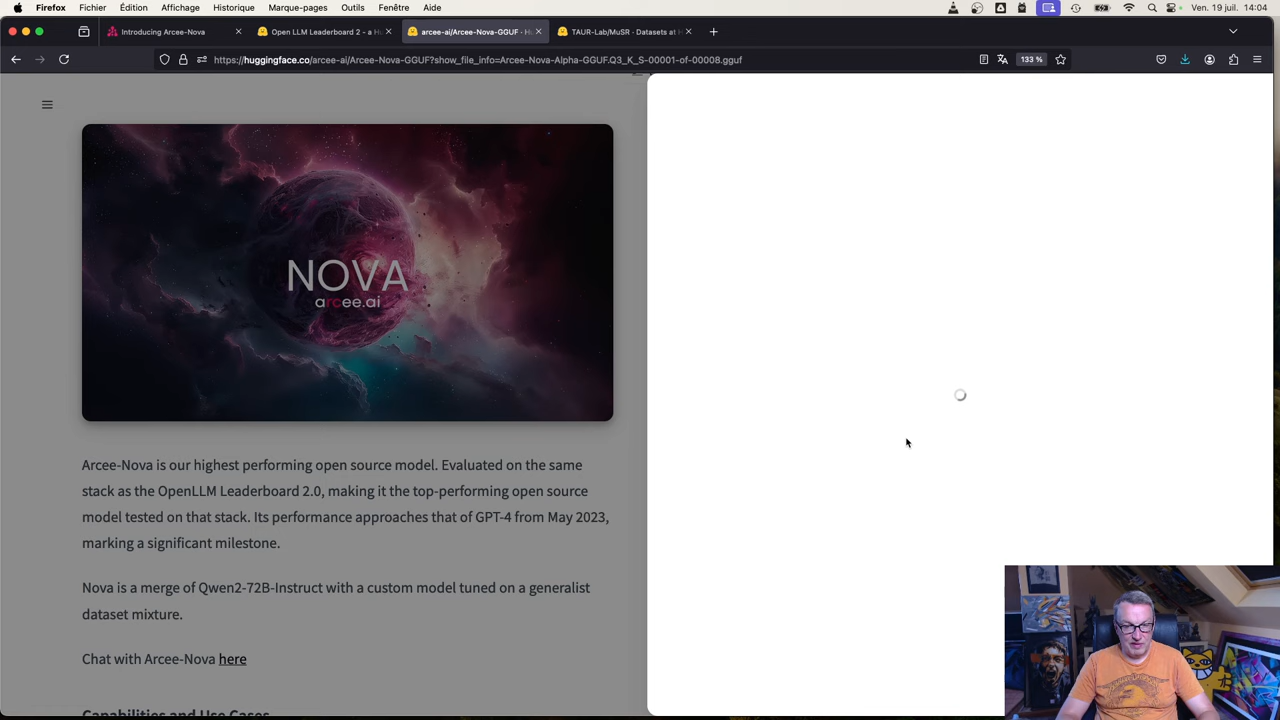 Firefox Fichier Édition Affichage Historique Marque-pages Outils Fenêtre Aide Ven. 19 juil. 14:04
Introducing Arcee-Nova Open LLM Leaderboard 2 - a Hu arcee-ai/Arcee-Nova-GGUF · Hu TAUR-Lab/MuSR · Datasets at H
https://huggingface.co/arcee-ai/Arcee-Nova-GGUF?show_file_info=Arcee-Nova-Alpha-GGUF.Q3_K_S-00001-of-00008.gguf 133 %
NOVA
arcee.ai
Arcee-Nova is our highest performing open source model. Evaluated on the same
stack as the OpenLLM Leaderboard 2.0, making it the top-performing open source
model tested on that stack. Its performance approaches that of GPT-4 from May 2023,
marking a significant milestone.
Nova is a merge of Qwen2-72B-Instruct with a custom model tuned on a generalist
dataset mixture.
Chat with Arcee-Nova here
Capabilities and Use Cases